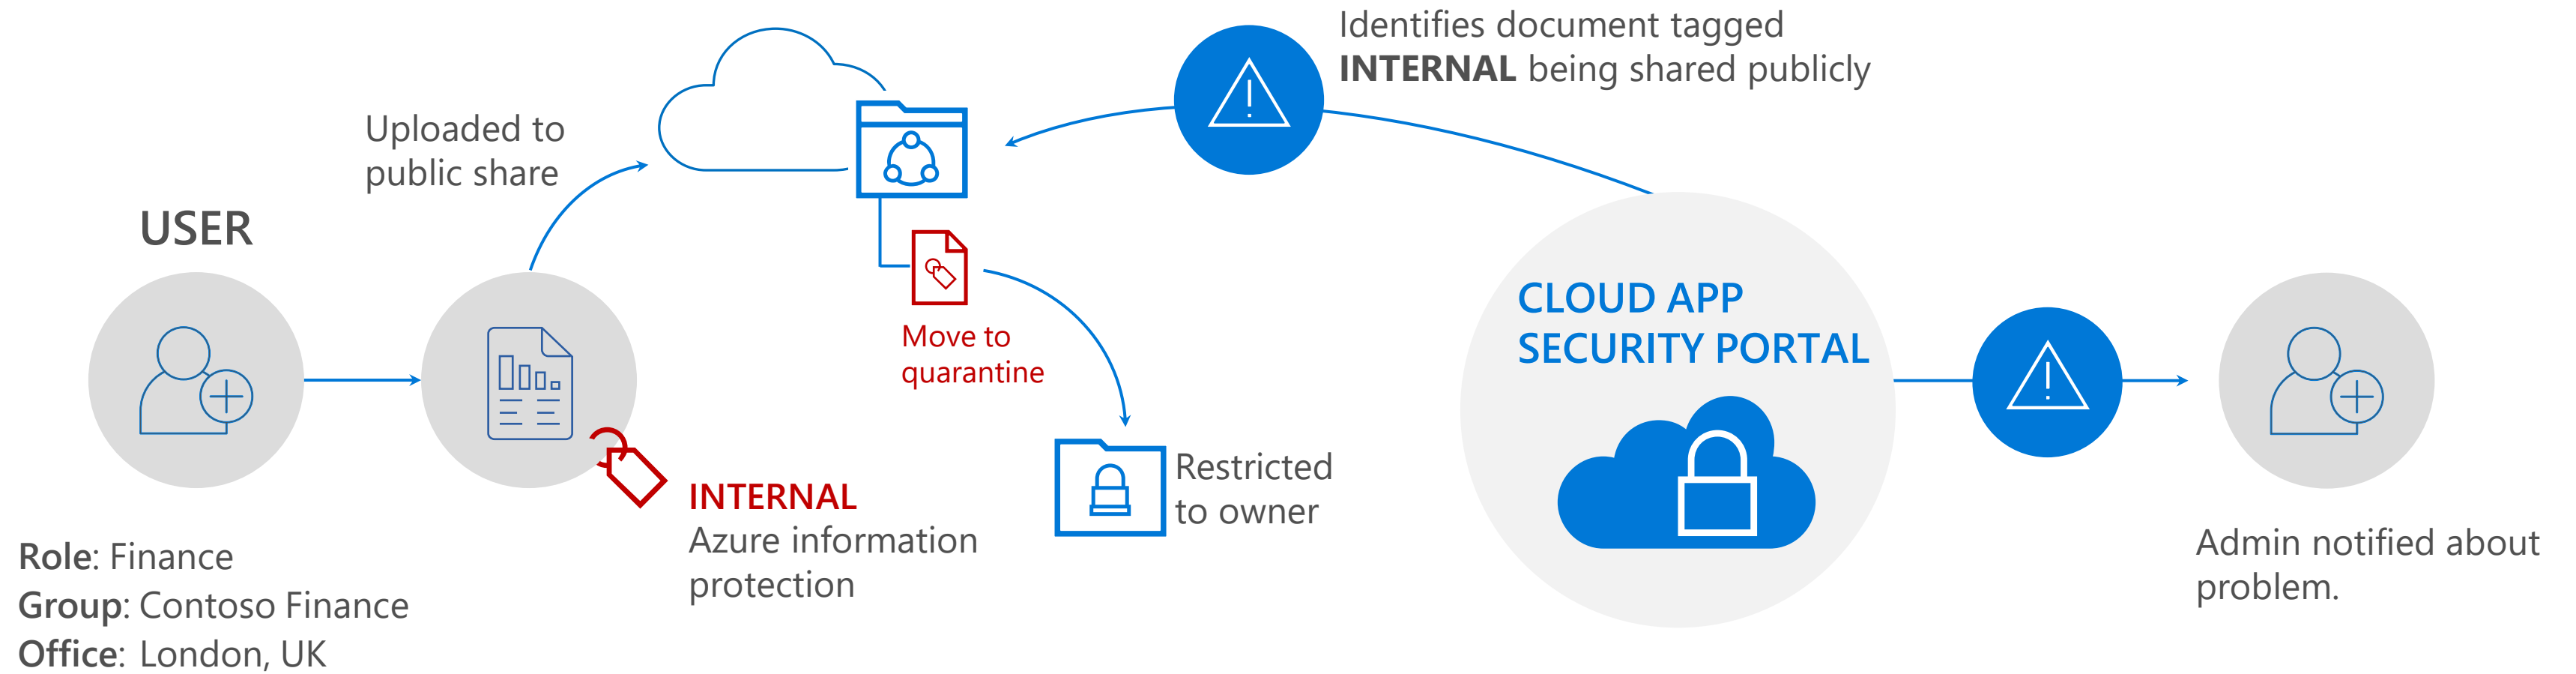 USER
Role: Finance
Group: Contoso Finance
Office: London, UK
Uploaded to
public share
INTERNAL
Azure information
protection
Move to
quarantine
Restricted
to owner
Identifies document tagged
INTERNAL being shared publicly
CLOUD APP
SECURITY PORTAL
Admin notified about
problem.